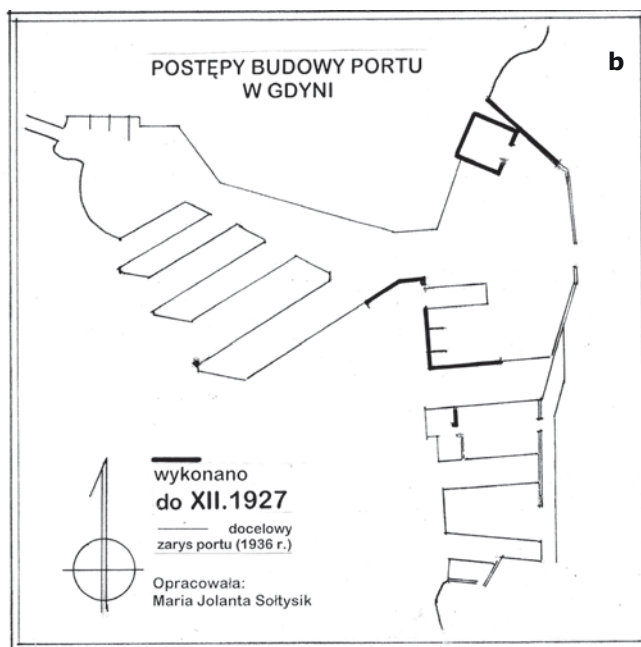 POSTĘPY BUDOWY PORTU
W GDYNI
b
wykonano
do XII.1927
docelowy
zarys portu (1936 r.)
Opracowała:
Maria Jolanta Sołtysik